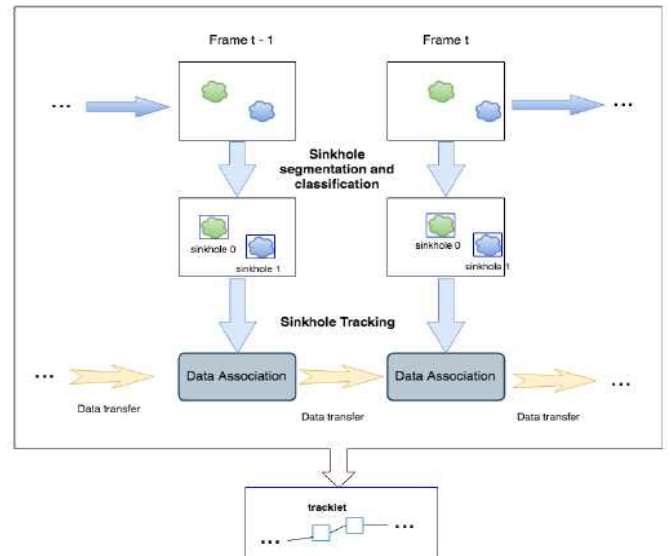 Frame t - 1
Frame t
...
...
Sinkhole
segmentation and
classification
sinkhole 0
sinkhole 1
sinkhole 0
sinkhole 1
Sinkhole Tracking
...
Data Association
Data Association
...
Data transfer
Data transfer
Data transfer
tracklet
...
...